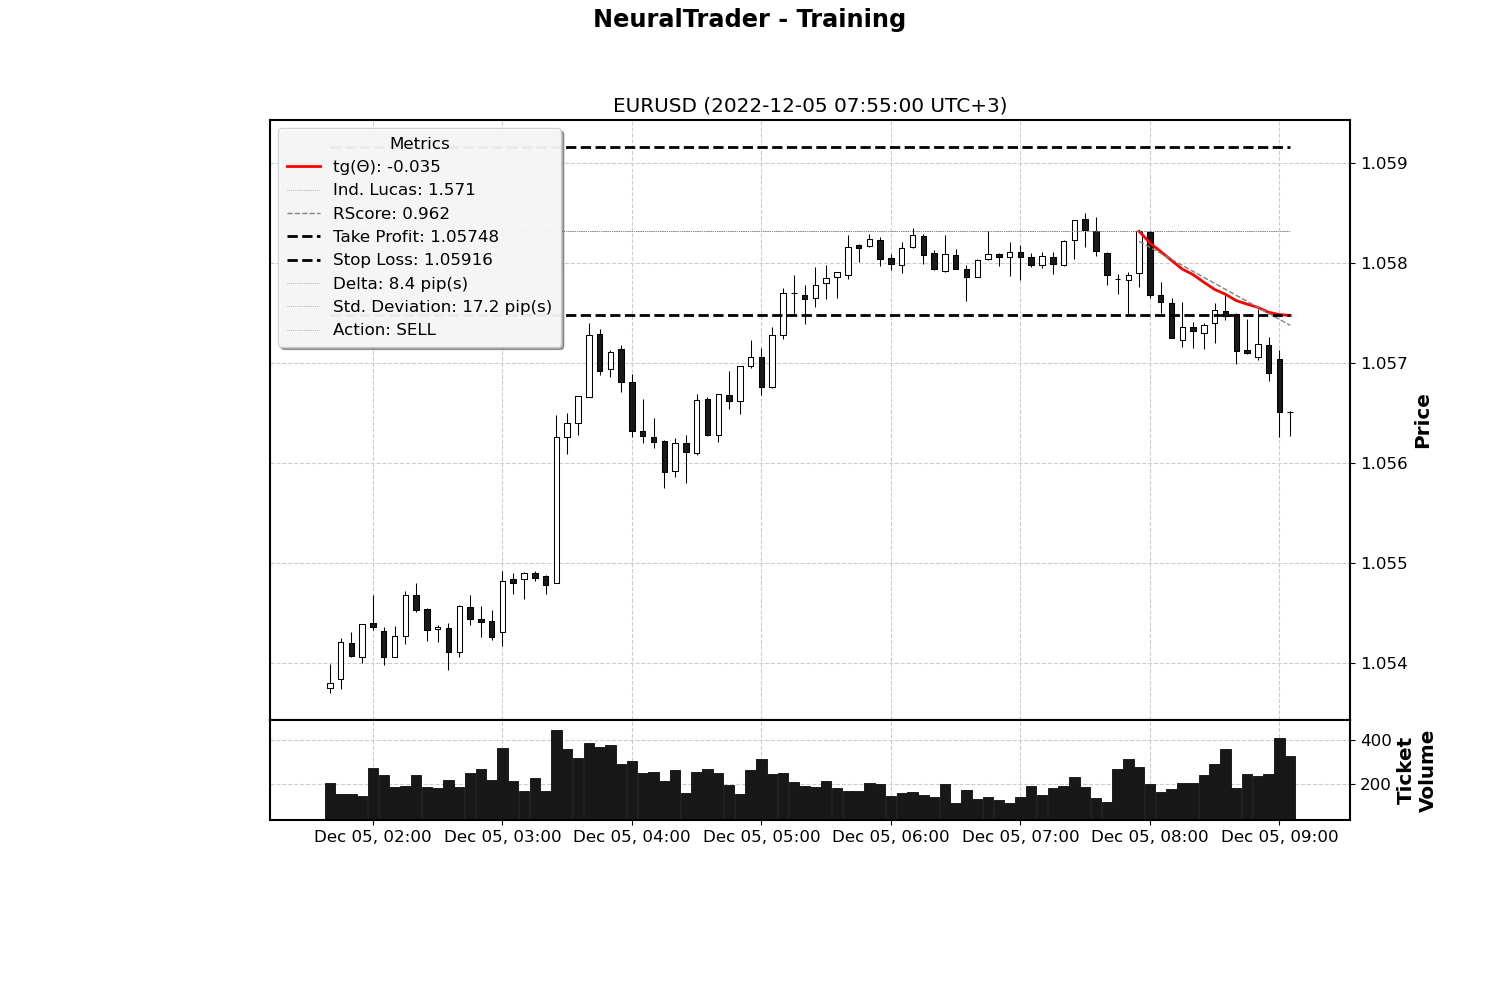 NeuralTrader - Training
EURUSD (2022-12-05 07:55:00 UTC+3)
Metrics
tg(Θ): -0.035
Ind. Lucas: 1.571
RScore: 0.962
Take Profit: 1.05748
Stop Loss: 1.05916
Delta: 8.4 pip(s)
Std. Deviation: 17.2 pip(s)
Action: SELL
1.059
1.058
1.057
1.056
1.055
1.054
Price
400
200
Ticket
Volume
Dec 05, 02:00 Dec 05, 03:00 Dec 05, 04:00 Dec 05, 05:00 Dec 05, 06:00 Dec 05, 07:00 Dec 05, 08:00 Dec 05, 09:00